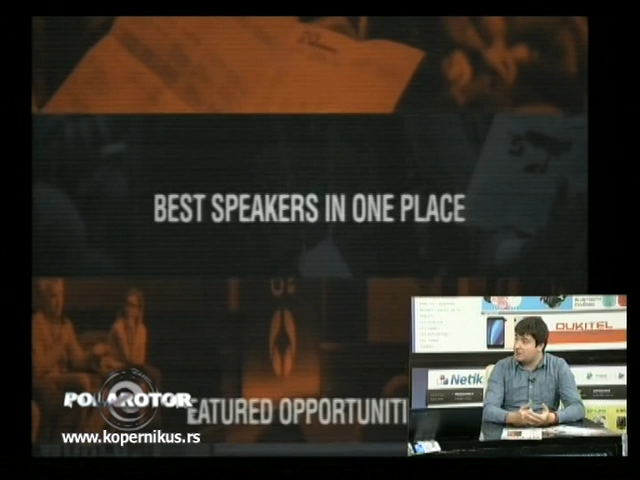 BEST SPEAKERS IN ONE PLACE
OUKITEL
Netik
POLAROTOR
EATURED OPPORTUNITI
www.kopernikus.rs